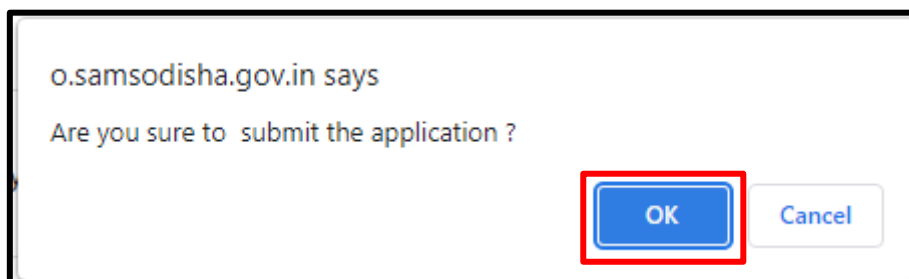 o.samsodisha.gov.in says
Are you sure to  submit the application ?
OK
Cancel